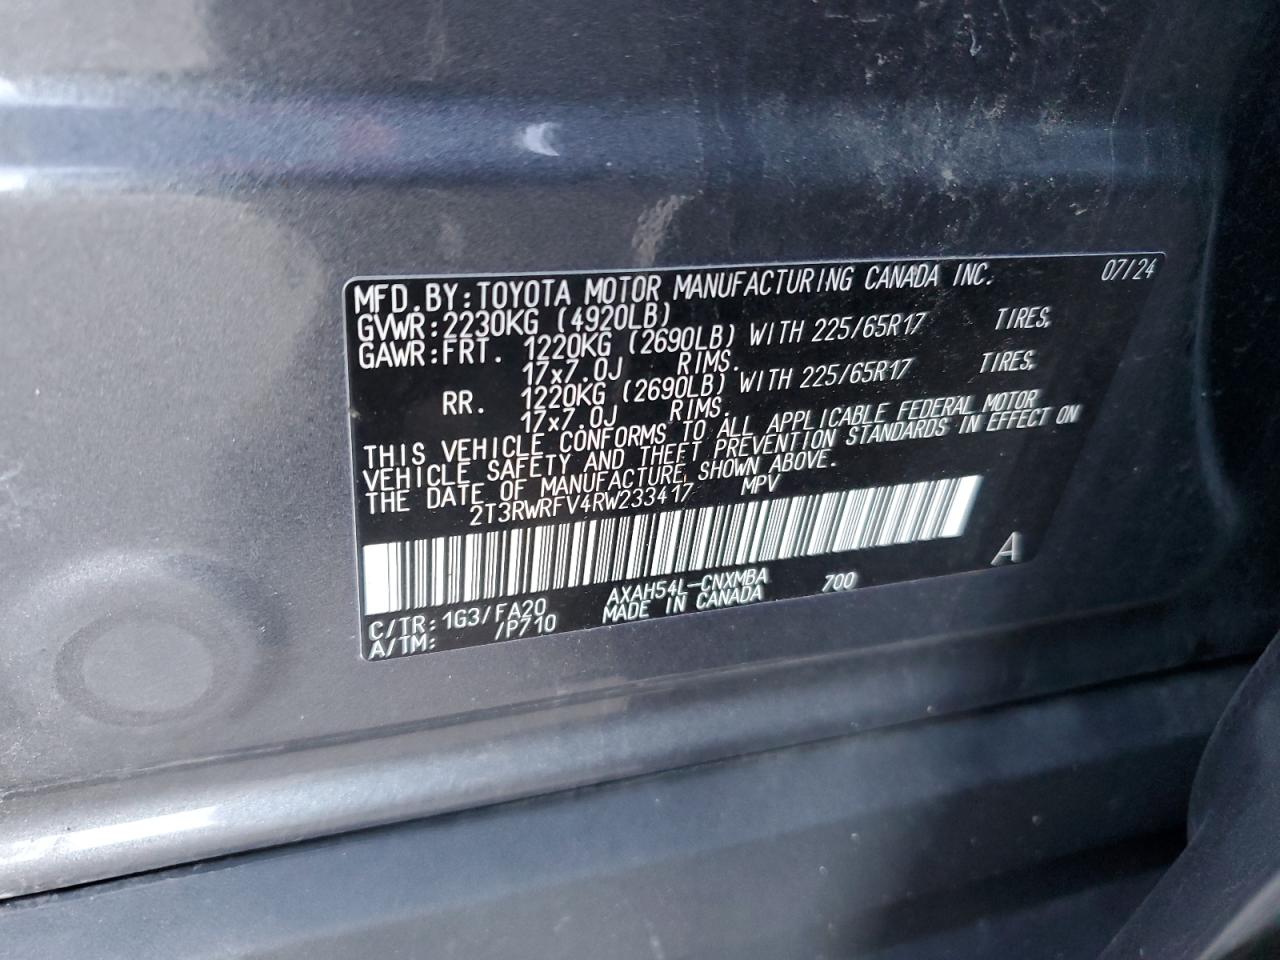 MFD.BY:TOYOTA MOTOR MANUFACTURING CANADA INC. 07/24
GVWR:2230KG (4920LB)
GAWR:FRT. 1220KG (2690LB) WITH 225/65R17 TIRES,
17x7.0J RIMS.
RR. 1220KG (2690LB) WITH 225/65R17 TIRES,
17x7.0J RIMS.
THIS VEHICLE CONFORMS TO ALL APPLICABLE FEDERAL MOTOR
VEHICLE SAFETY AND THEFT PREVENTION STANDARDS IN EFFECT ON
THE DATE OF MANUFACTURE SHOWN ABOVE.
2T3RWRFV4RW233417 MPV
A
C/TR:1G3/FA20 AXAH54L-CNXMBA 700
A/TM: /P710 MADE IN CANADA